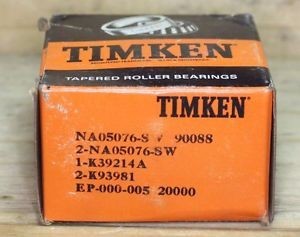 TIMKEN
TAPERED ROLLER BEARINGS
TIMKEN
NA05076-SW 90088
2-NA05076-SW
1-K39214A
2-K93981
EP-000-005 20000